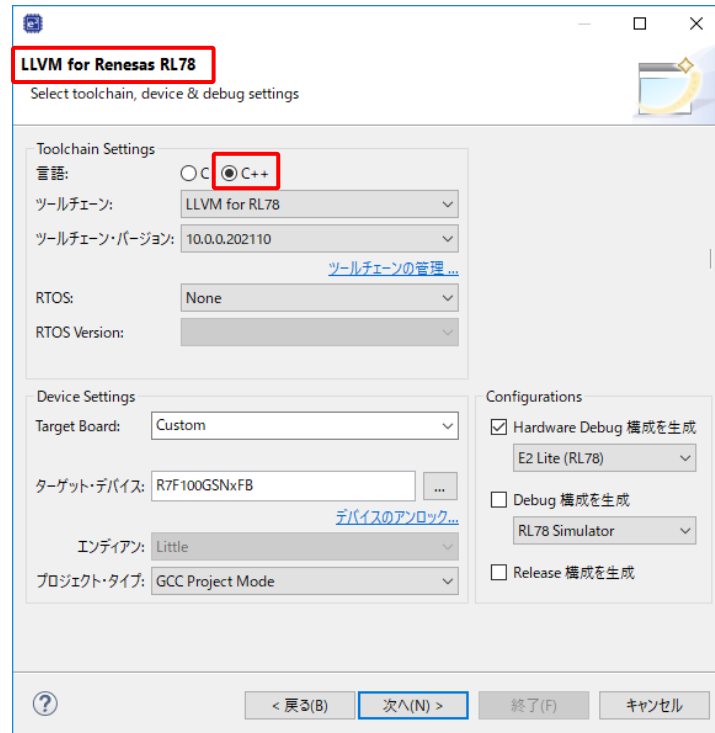 LLVM for Renesas RL78
Select toolchain, device & debug settings
Toolchain Settings
言語: C C++
ツールチェーン: LLVM for RL78
ツールチェーン・バージョン: 10.0.0.202110
ツールチェーンの管理 ...
RTOS: None
RTOS Version:
Device Settings
Target Board: Custom
ターゲット・デバイス: R7F100GSNxFB ...
デバイスのアンロック...
エンディアン: Little
プロジェクト・タイプ: GCC Project Mode
Configurations
Hardware Debug 構成を生成
E2 Lite (RL78)
Debug 構成を生成
RL78 Simulator
Release 構成を生成
? < 戻る(B) 次へ(N) > 終了(F) キャンセル